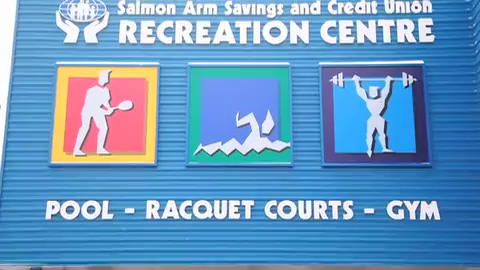 Salmon Arm Savings and Credit Union
RECREATION CENTRE
POOL - RACQUET COURTS - GYM